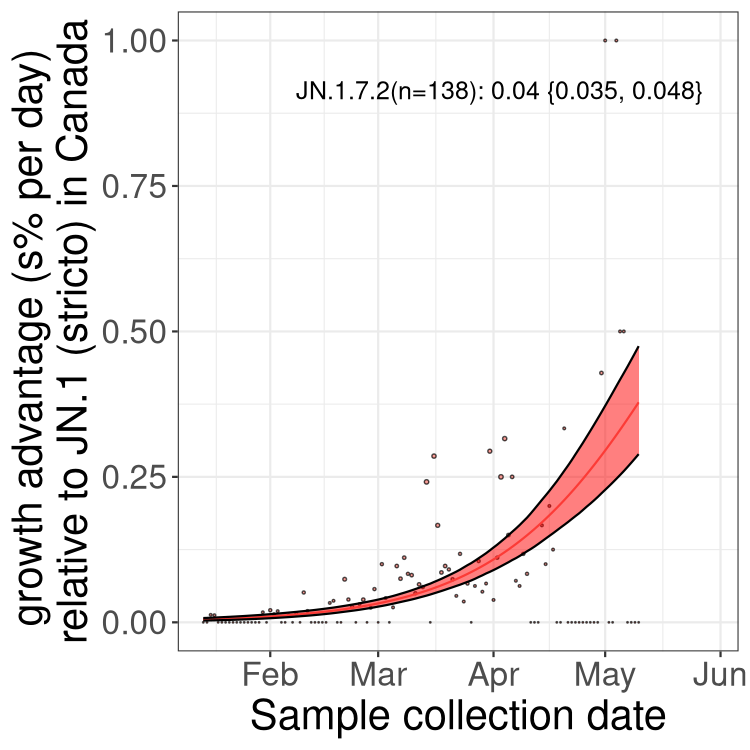 growth advantage (s% per day)
relative to JN.1 (stricto) in Canada
1.00
0.75
0.50
0.25
0.00
JN.1.7.2(n=138): 0.04 {0.035, 0.048}
Feb Mar Apr May Jun
Sample collection date